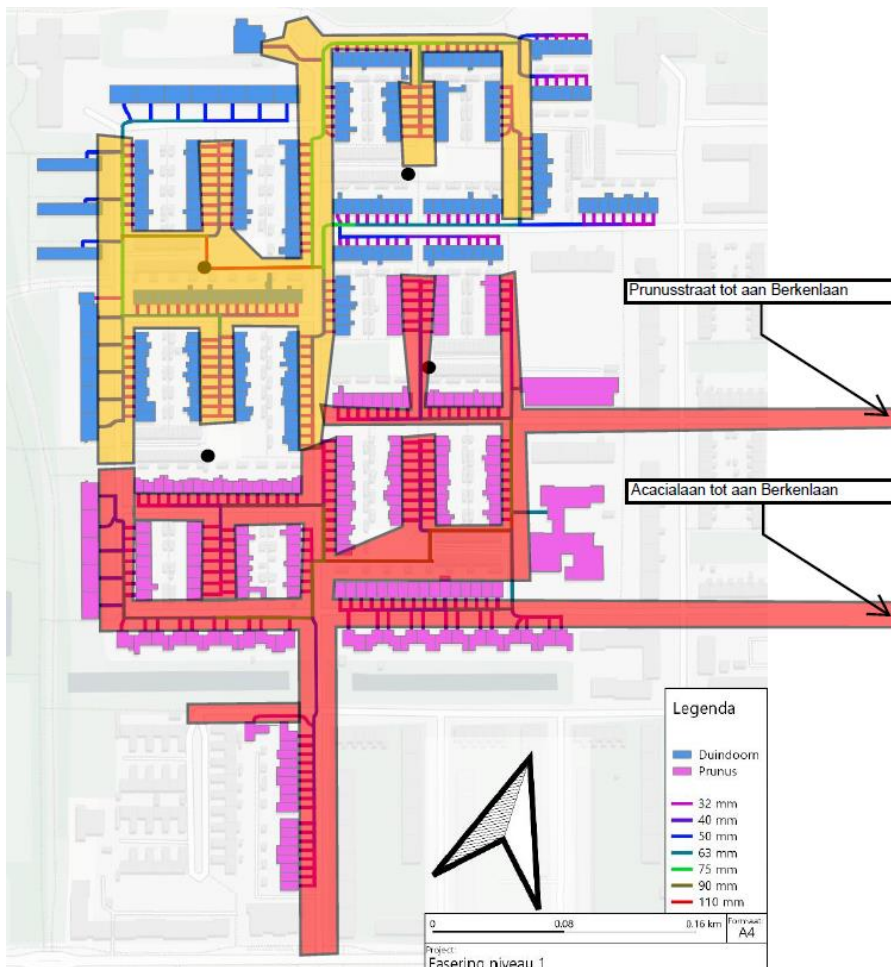 Prunusstraat tot aan Berkenlaan
Acacialaan tot aan Berkenlaan
Legenda
Duindoorn
Prunus
32 mm
40 mm
50 mm
63 mm
75 mm
90 mm
110 mm
0 0.08 0.16 km
Formaat
A4
Project:
Fasering niveau 1